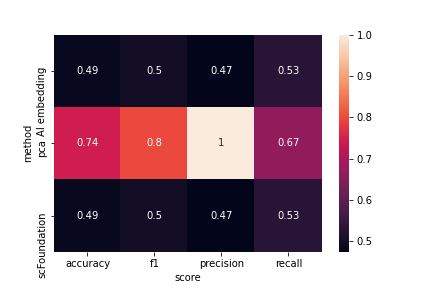 AI embedding
0.49 0.5 0.47 0.53
pca
0.74 0.8 1 0.67
scFoundation
0.49 0.5 0.47 0.53
method
accuracy f1 precision recall
score
1.0
0.9
0.8
0.7
0.6
0.5